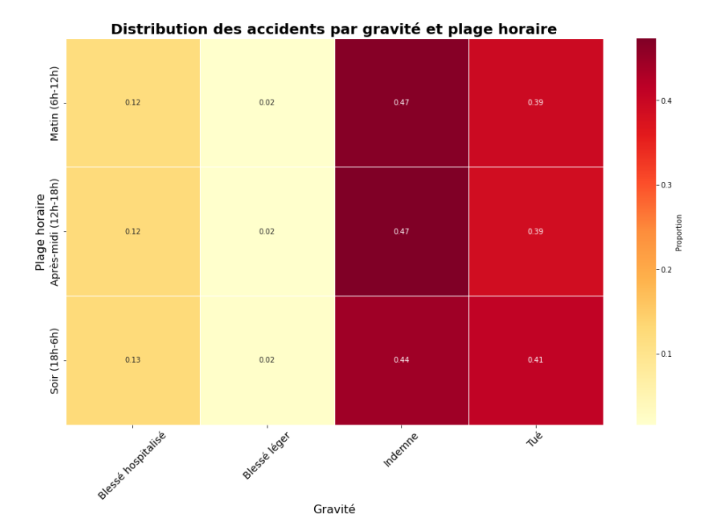 Distribution des accidents par gravité et plage horaire
Plage horaire
Matin (6h-12h)
0.12 0.02 0.47 0.39
Après-midi (12h-18h)
0.12 0.02 0.47 0.39
Soir (18h-6h)
0.13 0.02 0.44 0.41
Blessé hospitalisé
Blessé léger
Indemne
Tué
Gravité
0.4
0.3
0.2
0.1
Proportion